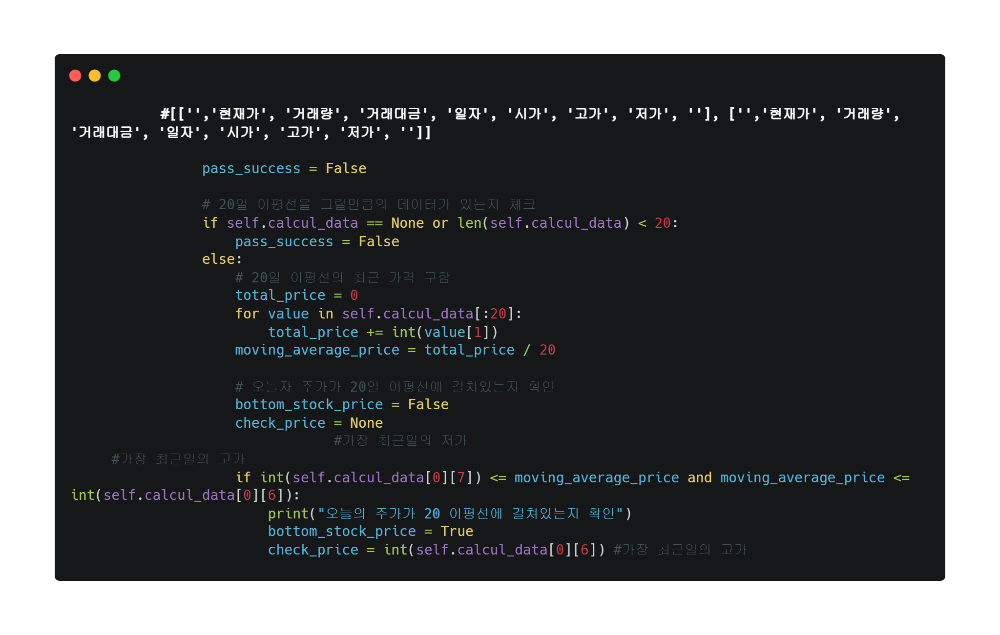 #[['','현재가', '거래량', '거래대금', '일자', '시가', '고가', '저가', ''], ['','현재가', '거래량',
'거래대금', '일자', '시가', '고가', '저가', '']]
pass_success = False
# 20일 이평선을 그릴만큼의 데이터가 있는지 체크
if self.calcul_data == None or len(self.calcul_data) < 20:
pass_success = False
else:
# 20일 이평선의 최근 가격 구함
total_price = 0
for value in self.calcul_data[:20]:
total_price += int(value[1])
moving_average_price = total_price / 20
# 오늘자 주가가 20일 이평선에 걸쳐있는지 확인
bottom_stock_price = False
check_price = None
#가장 최근일의 저가
#가장 최근일의 고가
if int(self.calcul_data[0][7]) <= moving_average_price and moving_average_price <=
int(self.calcul_data[0][6]):
print("오늘의 주가가 20 이평선에 걸쳐있는지 확인")
bottom_stock_price = True
check_price = int(self.calcul_data[0][6]) #가장 최근일의 고가